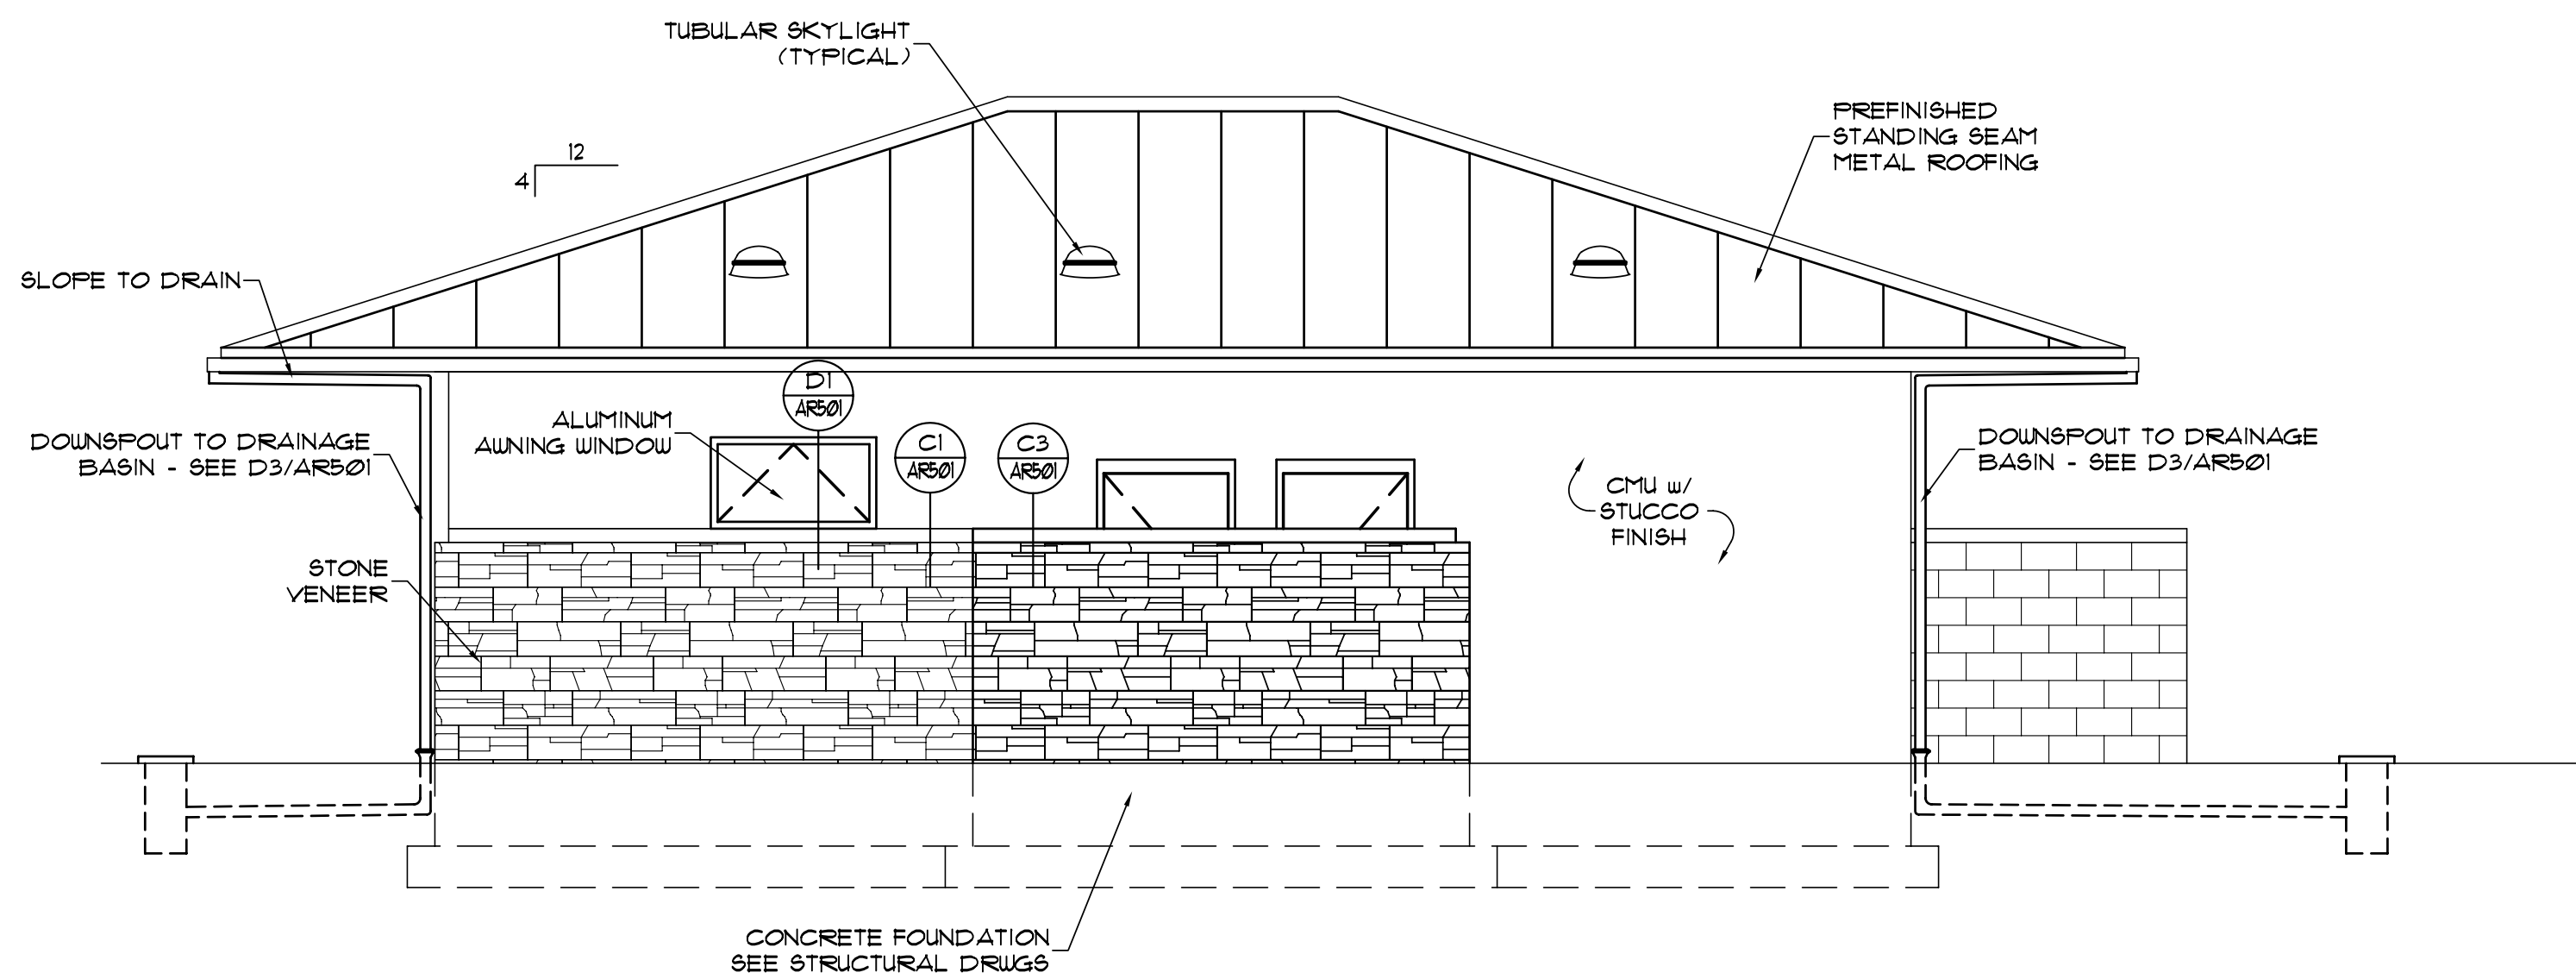 TUBULAR SKYLIGHT
(TYPICAL)
PREFINISHED
STANDING SEAM
METAL ROOFING
12
4
SLOPE TO DRAIN
D1
AR501
ALUMINUM
AWNING WINDOW
C1
AR501
C3
AR501
DOWNSPOUT TO DRAINAGE
BASIN - SEE D3/AR501
DOWNSPOUT TO DRAINAGE
BASIN - SEE D3/AR501
CMU w/
STUCCO
FINISH
STONE
VENEER
CONCRETE FOUNDATION
SEE STRUCTURAL DRWGS